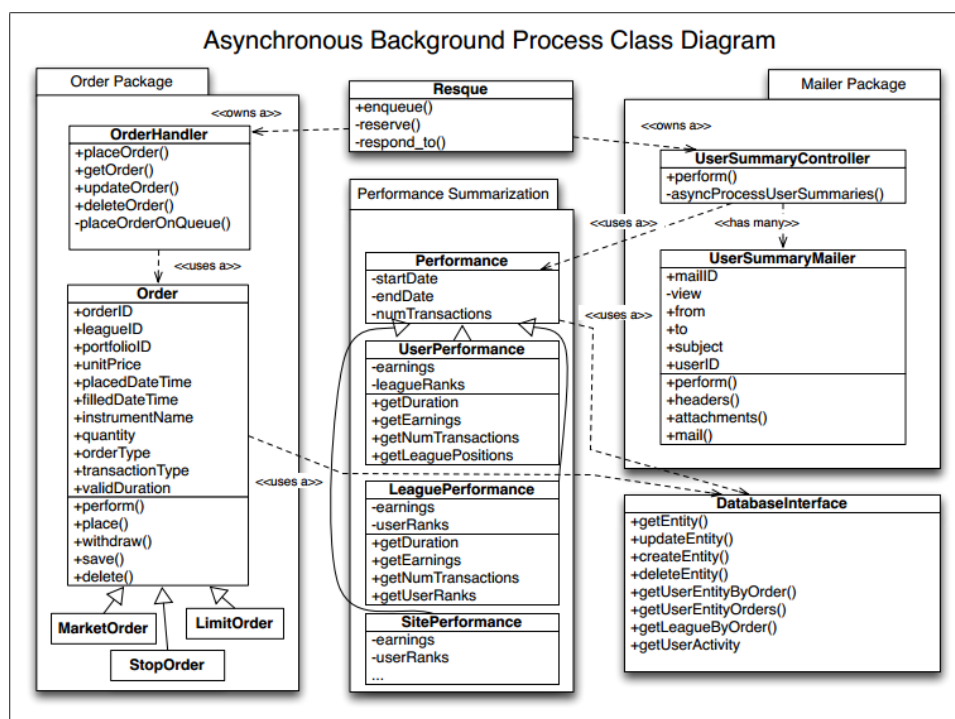 Asynchronous Background Process Class Diagram
Order Package
<<owns a>>
OrderHandler
+placeOrder()
+getOrder()
+updateOrder()
+deleteOrder()
-placeOrderOnQueue()
<<uses a>>
Order
+orderID
+leagueID
+portfolioID
+unitPrice
+placedDateTime
+filledDateTime
+instrumentName
+quantity
+orderType
+transactionType
+validDuration
+perform()
+place()
+withdraw()
+save()
+delete()
<<uses a>>
MarketOrder
LimitOrder
StopOrder
Resque
+enqueue()
-reserve()
-respond_to()
Performance Summarization
Performance
-startDate
-endDate
-numTransactions
UserPerformance
-earnings
-leagueRanks
+getDuration
+getEarnings
+getNumTransactions
+getLeaguePositions
LeaguePerformance
-earnings
-userRanks
+getDuration
+getEarnings
+getNumTransactions
+getUserRanks
SitePerformance
-earnings
-userRanks
...
Mailer Package
<<owns a>>
UserSummaryController
+perform()
-asyncProcessUserSummaries()
<<uses a>>
<<has many>>
UserSummaryMailer
+mailID
-view
+from
+to
+subject
+userID
+perform()
+headers()
+attachments()
+mail()
<<uses a>>
DatabaseInterface
+getEntity()
+updateEntity()
+createEntity()
+deleteEntity()
+getUserEntityByOrder()
+getUserEntityOrders()
+getLeagueByOrder()
+getUserActivity